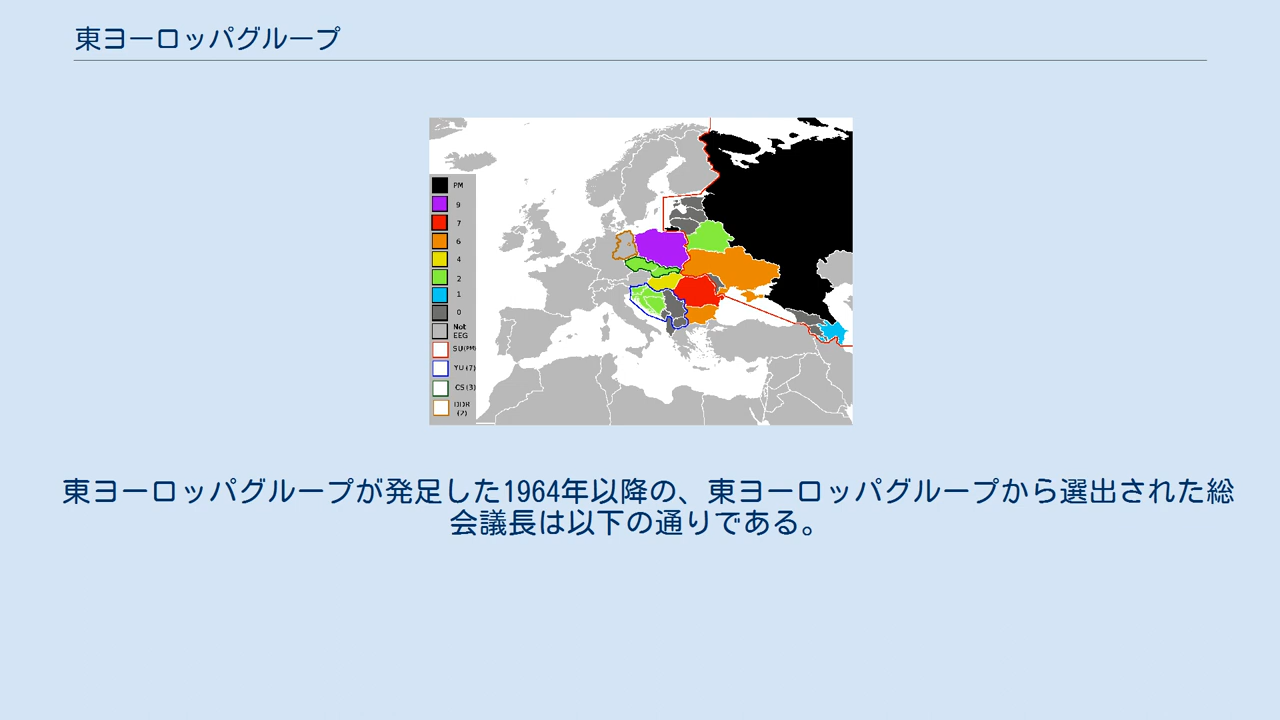 東ヨーロッパグループ
PM
9
7
6
4
2
1
0
Not
EEG
SU(PM)
YU (7)
CS (3)
DDR
(2)
東ヨーロッパグループが発足した1964年以降の、東ヨーロッパグループから選出された総
会議長は以下の通りである。